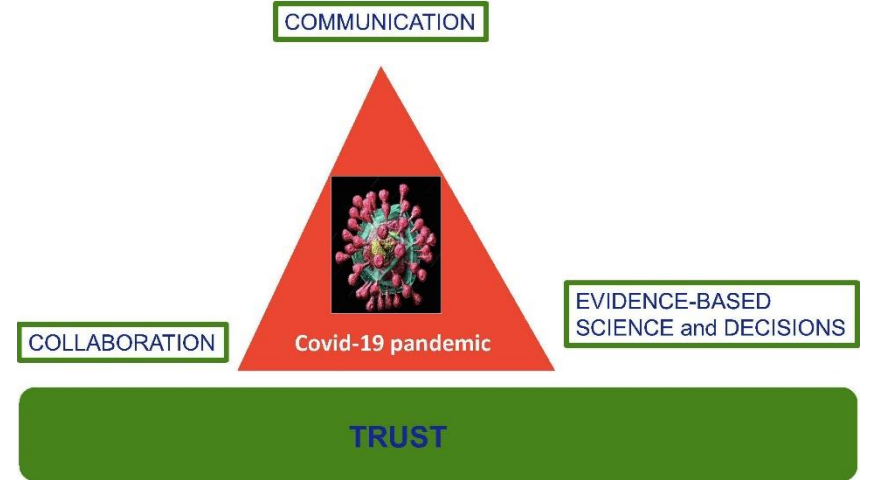 COMMUNICATION
COLLABORATION
Covid-19 pandemic
EVIDENCE-BASED
SCIENCE and DECISIONS
TRUST